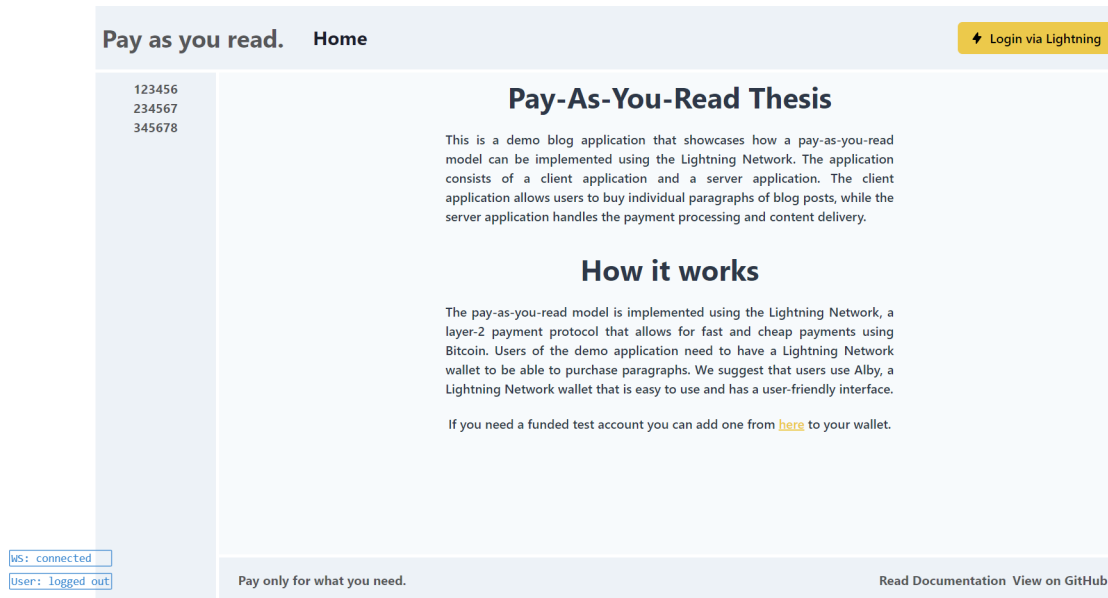 Pay as you read.
Home
Login via Lightning
123456
234567
345678
Pay-As-You-Read Thesis
This is a demo blog application that showcases how a pay-as-you-read
model can be implemented using the Lightning Network. The application
consists of a client application and a server application. The client
application allows users to buy individual paragraphs of blog posts, while the
server application handles the payment processing and content delivery.
How it works
The pay-as-you-read model is implemented using the Lightning Network, a
layer-2 payment protocol that allows for fast and cheap payments using
Bitcoin. Users of the demo application need to have a Lightning Network
wallet to be able to purchase paragraphs. We suggest that users use Alby, a
Lightning Network wallet that is easy to use and has a user-friendly interface.
If you need a funded test account you can add one from here to your wallet.
WS: connected
User: logged out
Pay only for what you need.
Read Documentation
View on GitHub